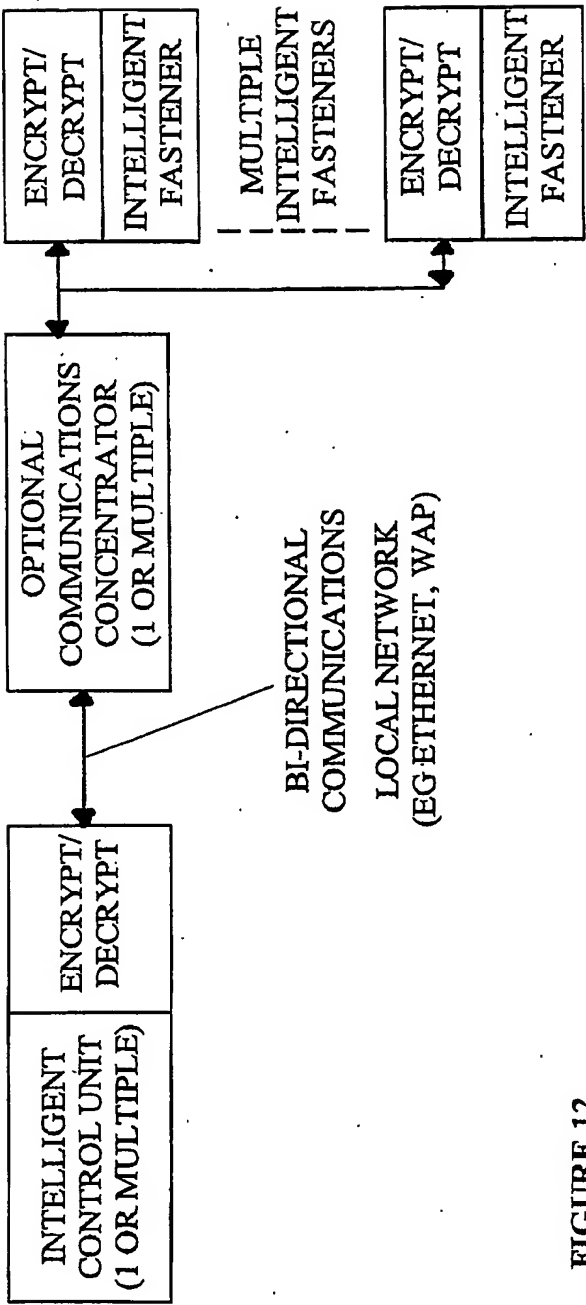 INTELLIGENT
CONTROL UNIT
(1 OR MULTIPLE)
ENCRYPT/
DECRYPT
BI-DIRECTIONAL
COMMUNICATIONS
LOCAL NETWORK
(EG ETHERNET, WAP)
OPTIONAL
COMMUNICATIONS
CONCENTRATOR
(1 OR MULTIPLE)
ENCRYPT/
DECRYPT
INTELLIGENT
FASTENER
MULTIPLE
INTELLIGENT
FASTENERS
ENCRYPT/
DECRYPT
INTELLIGENT
FASTENER
FIGURE 12